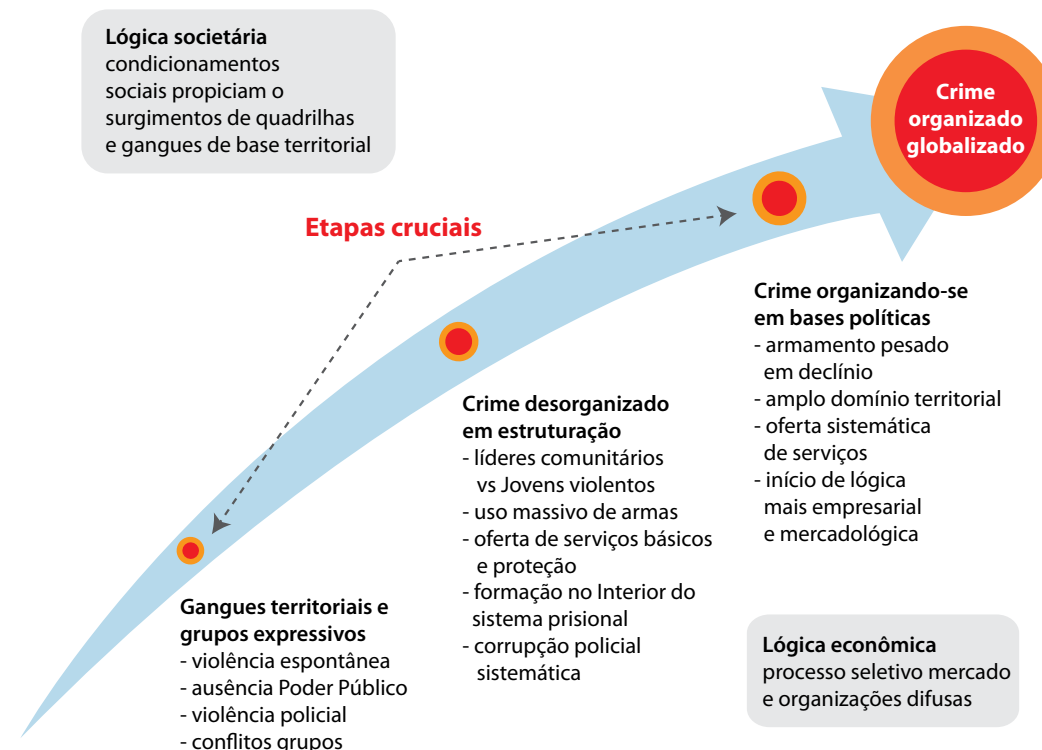 Lógica societária
condicionamentos
sociais propiciam o
surgimentos de quadrilhas
e gangues de base territorial
Crime
organizado
globalizado
Etapas cruciais
Crime organizando-se
em bases políticas
- armamento pesado
em declínio
- amplo domínio territorial
- oferta sistemática
de serviços
- início de lógica
mais empresarial
e mercadológica
Crime desorganizado
em estruturação
- líderes comunitários
vs Jovens violentos
- uso massivo de armas
- oferta de serviços básicos
e proteção
- formação no Interior do
sistema prisional
- corrupção policial
sistemática
Gangues territoriais e
grupos expressivos
- violência espontânea
- ausência Poder Público
- violência policial
- conflitos grupos
Lógica econômica
processo seletivo mercado
e organizações difusas